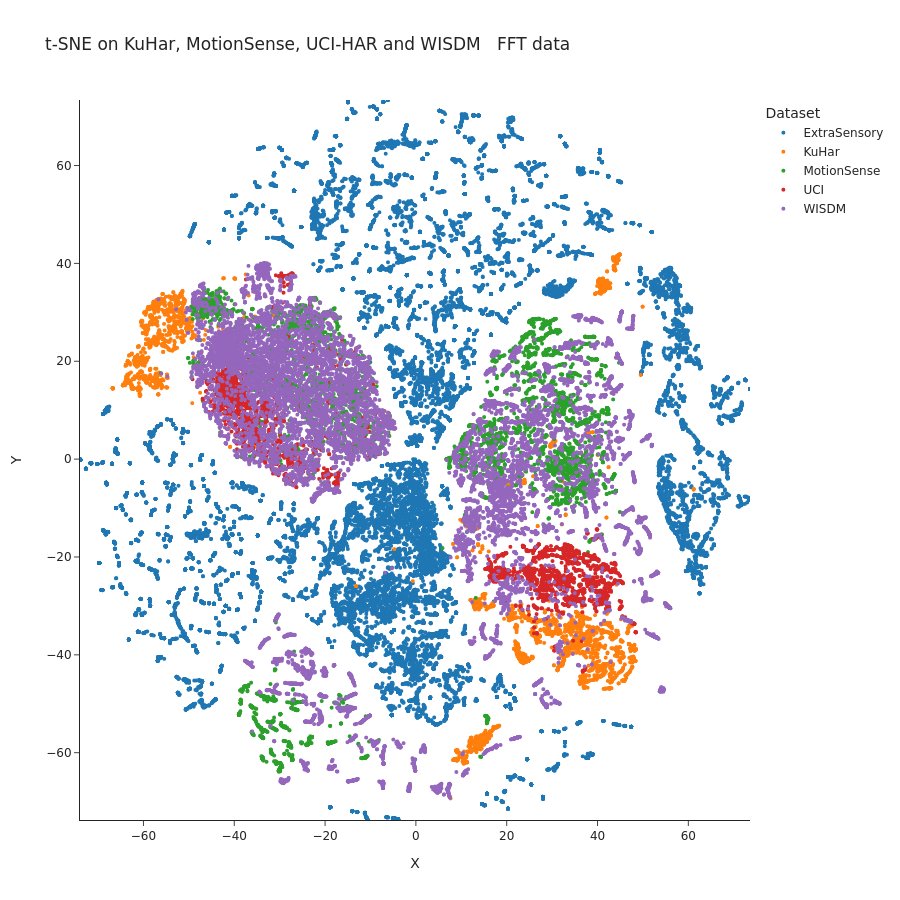 t-SNE on KuHar, MotionSense, UCI-HAR and WISDM   FFT data
Dataset
ExtraSensory
KuHar
MotionSense
UCI
WISDM
60
40
20
0
−20
−40
−60
Y
−60 −40 −20 0 20 40 60
X